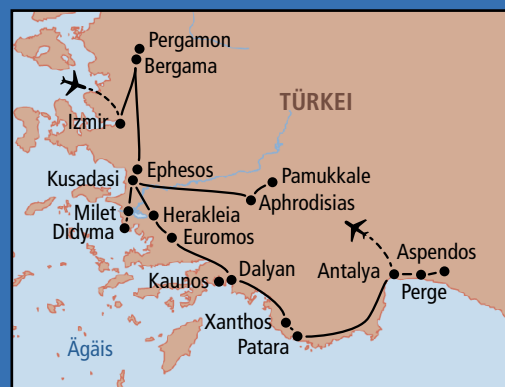 Pergamon
Bergama
TÜRKEI
Izmir
Ephesos
Kusadasi
Pamukkale
Aphrodisias
Milet
Didyma
Herakleia
Euromos
Aspendos
Antalya
Perge
Dalyan
Kaunos
Xanthos
Patara
Ägäis